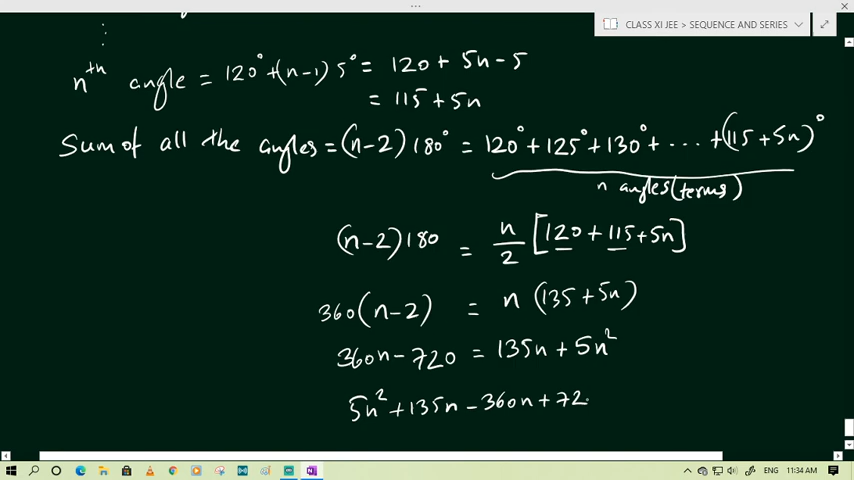 CLASS XI JEE > SEQUENCE AND SERIES
n^th angle = 120° + (n-1) 5° = 120 + 5n - 5
= 115 + 5n
Sum of all the angles = (n-2) 180° = 120° + 125° + 130° + ... + (115 + 5n)°
n angles (terms)
(n-2) 180 = n/2 [120 + 115 + 5n]
360 (n-2) = n (135 + 5n)
360n - 720 = 135n + 5n²
5n² + 135n - 360n + 72
ENG 11:34 AM